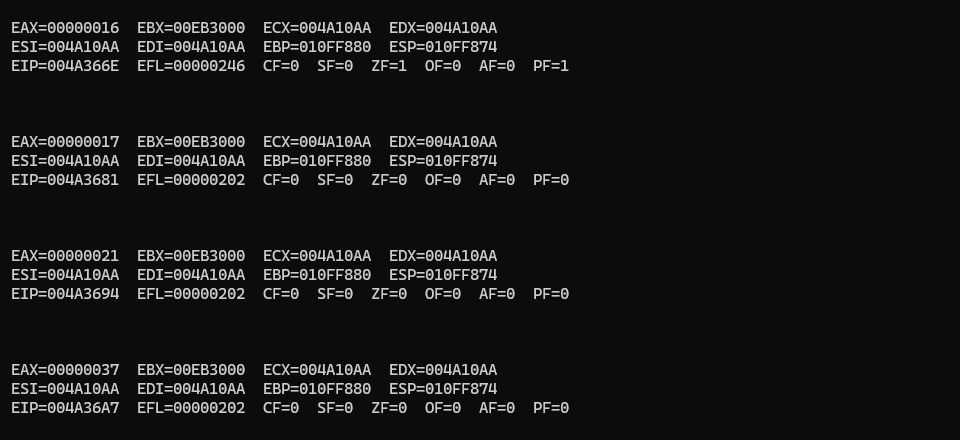 EAX=00000016  EBX=00EB3000  ECX=004A10AA  EDX=004A10AA
ESI=004A10AA  EDI=004A10AA  EBP=010FF880  ESP=010FF874
EIP=004A366E  EFL=00000246  CF=0  SF=0  ZF=1  OF=0  AF=0  PF=1
EAX=00000017  EBX=00EB3000  ECX=004A10AA  EDX=004A10AA
ESI=004A10AA  EDI=004A10AA  EBP=010FF880  ESP=010FF874
EIP=004A3681  EFL=00000202  CF=0  SF=0  ZF=0  OF=0  AF=0  PF=0
EAX=00000021  EBX=00EB3000  ECX=004A10AA  EDX=004A10AA
ESI=004A10AA  EDI=004A10AA  EBP=010FF880  ESP=010FF874
EIP=004A3694  EFL=00000202  CF=0  SF=0  ZF=0  OF=0  AF=0  PF=0
EAX=00000037  EBX=00EB3000  ECX=004A10AA  EDX=004A10AA
ESI=004A10AA  EDI=004A10AA  EBP=010FF880  ESP=010FF874
EIP=004A36A7  EFL=00000202  CF=0  SF=0  ZF=0  OF=0  AF=0  PF=0